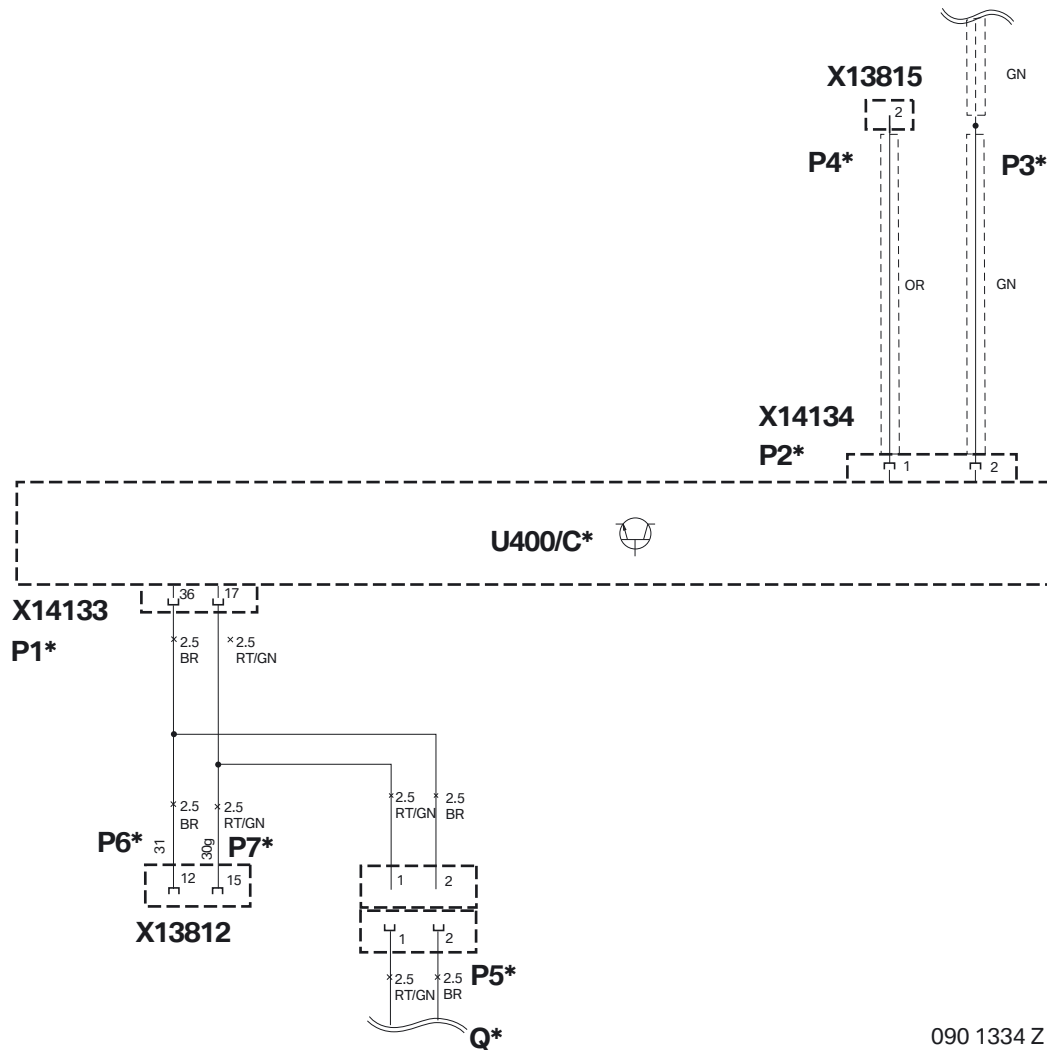 GN
X13815
2
P4*
P3*
OR
GN
X14134
P2*
1
2
U400/C*
X14133
36
17
P1*
2.5
BR
2.5
RT/GN
2.5
RT/GN
2.5
BR
2.5
BR
2.5
RT/GN
P6*
31
30g
P7*
12
15
1
2
X13812
1
2
P5*
2.5
RT/GN
2.5
BR
Q*
090 1334 Z